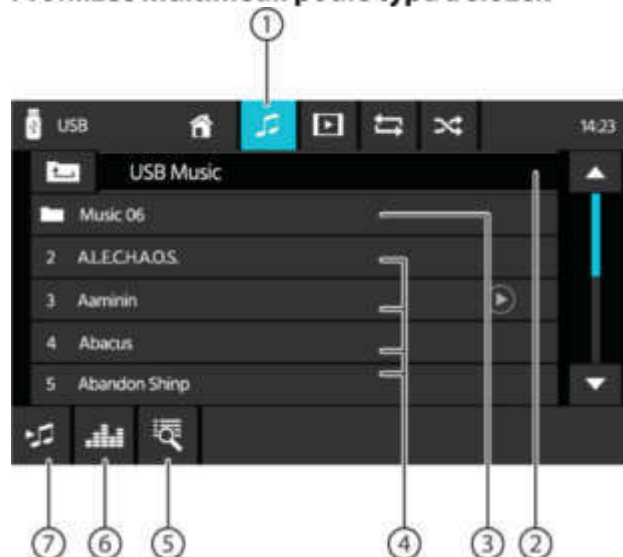 ①
USB 14:23
USB Music
Music 06
2 A.L.E.C.H.A.O.S.
3 Aaminin
4 Abacus
5 Abandon Shinp
⑦ ⑥ ⑤ ④ ③ ②